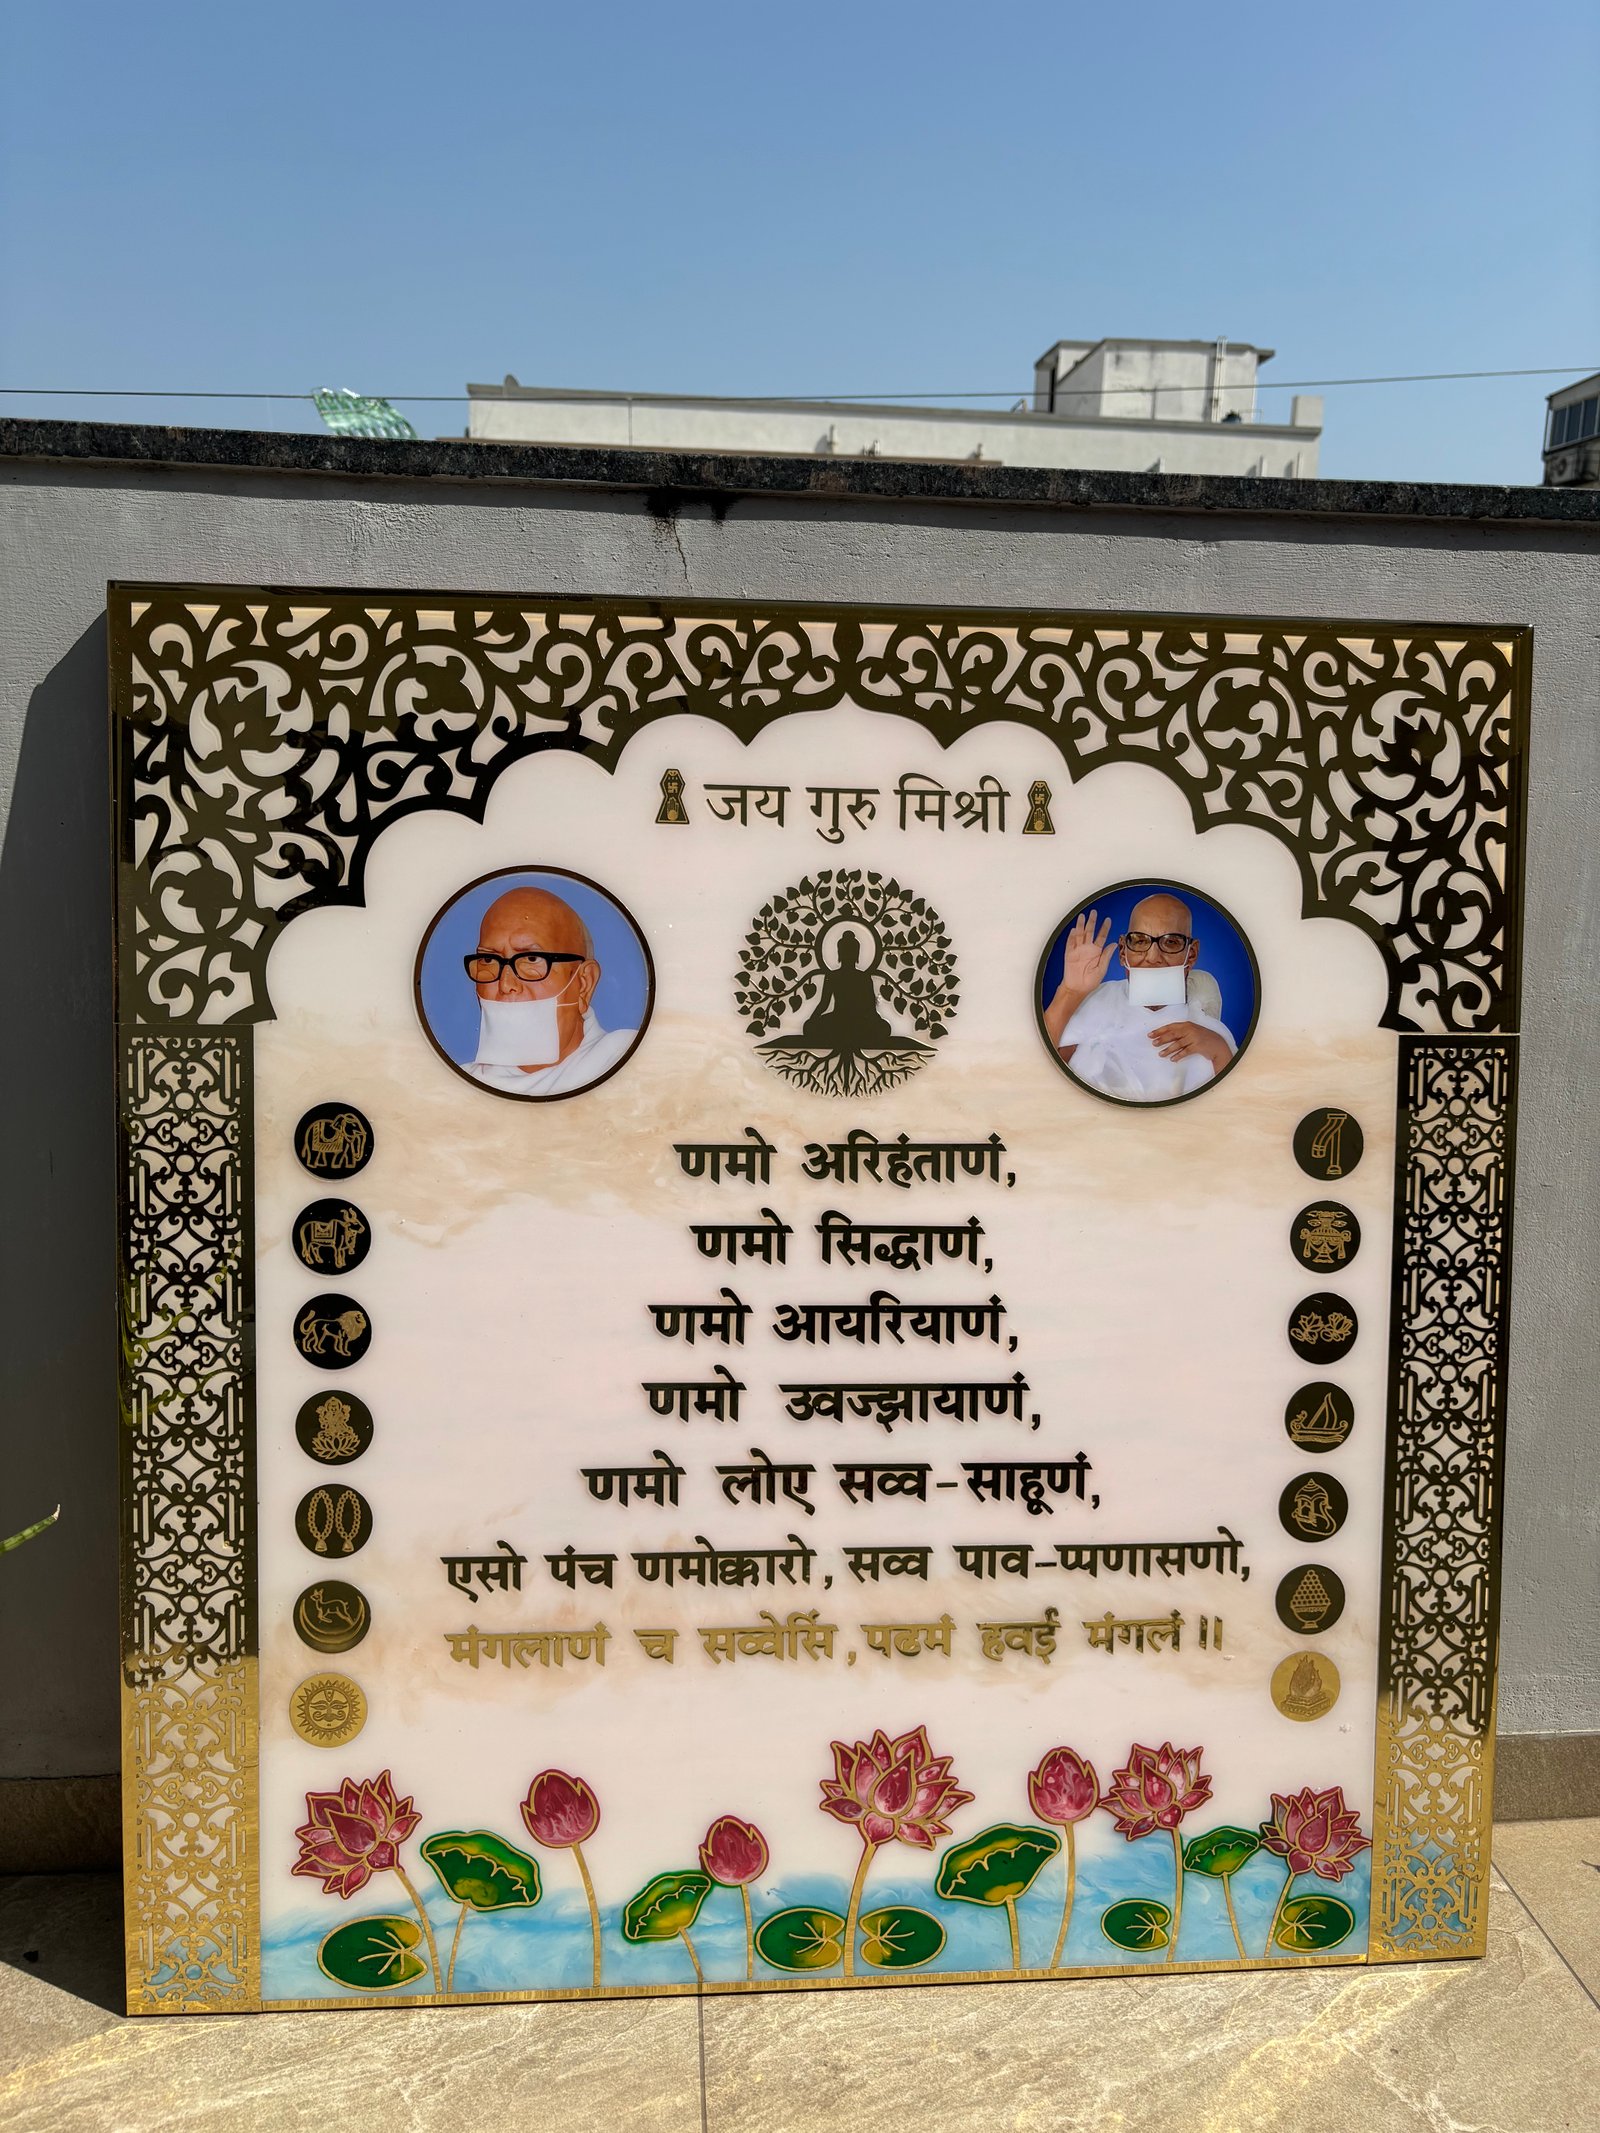 जय गुरु मिश्री
णमो अरिहंताणं,
णमो सिद्धाणं,
णमो आयरियाणं,
णमो उवज्झायाणं,
णमो लोए सव्व-साहूणं,
एसो पंच णमोक्कारो, सव्व पाव-प्पणासणो,
मंगलाणं च सव्वेर्सि, पढमं हवई मंगलं ॥